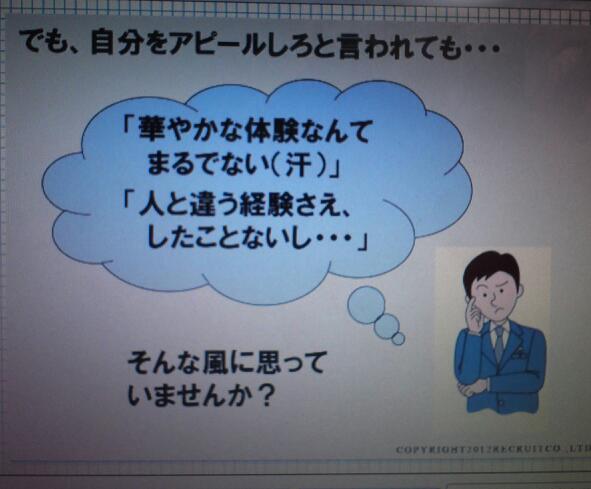 でも、自分をアピールしろと言われても・・・
「華やかな体験なんて
まるでない(汗)」
「人と違う経験さえ、
したことないし・・・」
そんな風に思って
いませんか？
COPYRIGHT2012RECRUITCO.,LTD